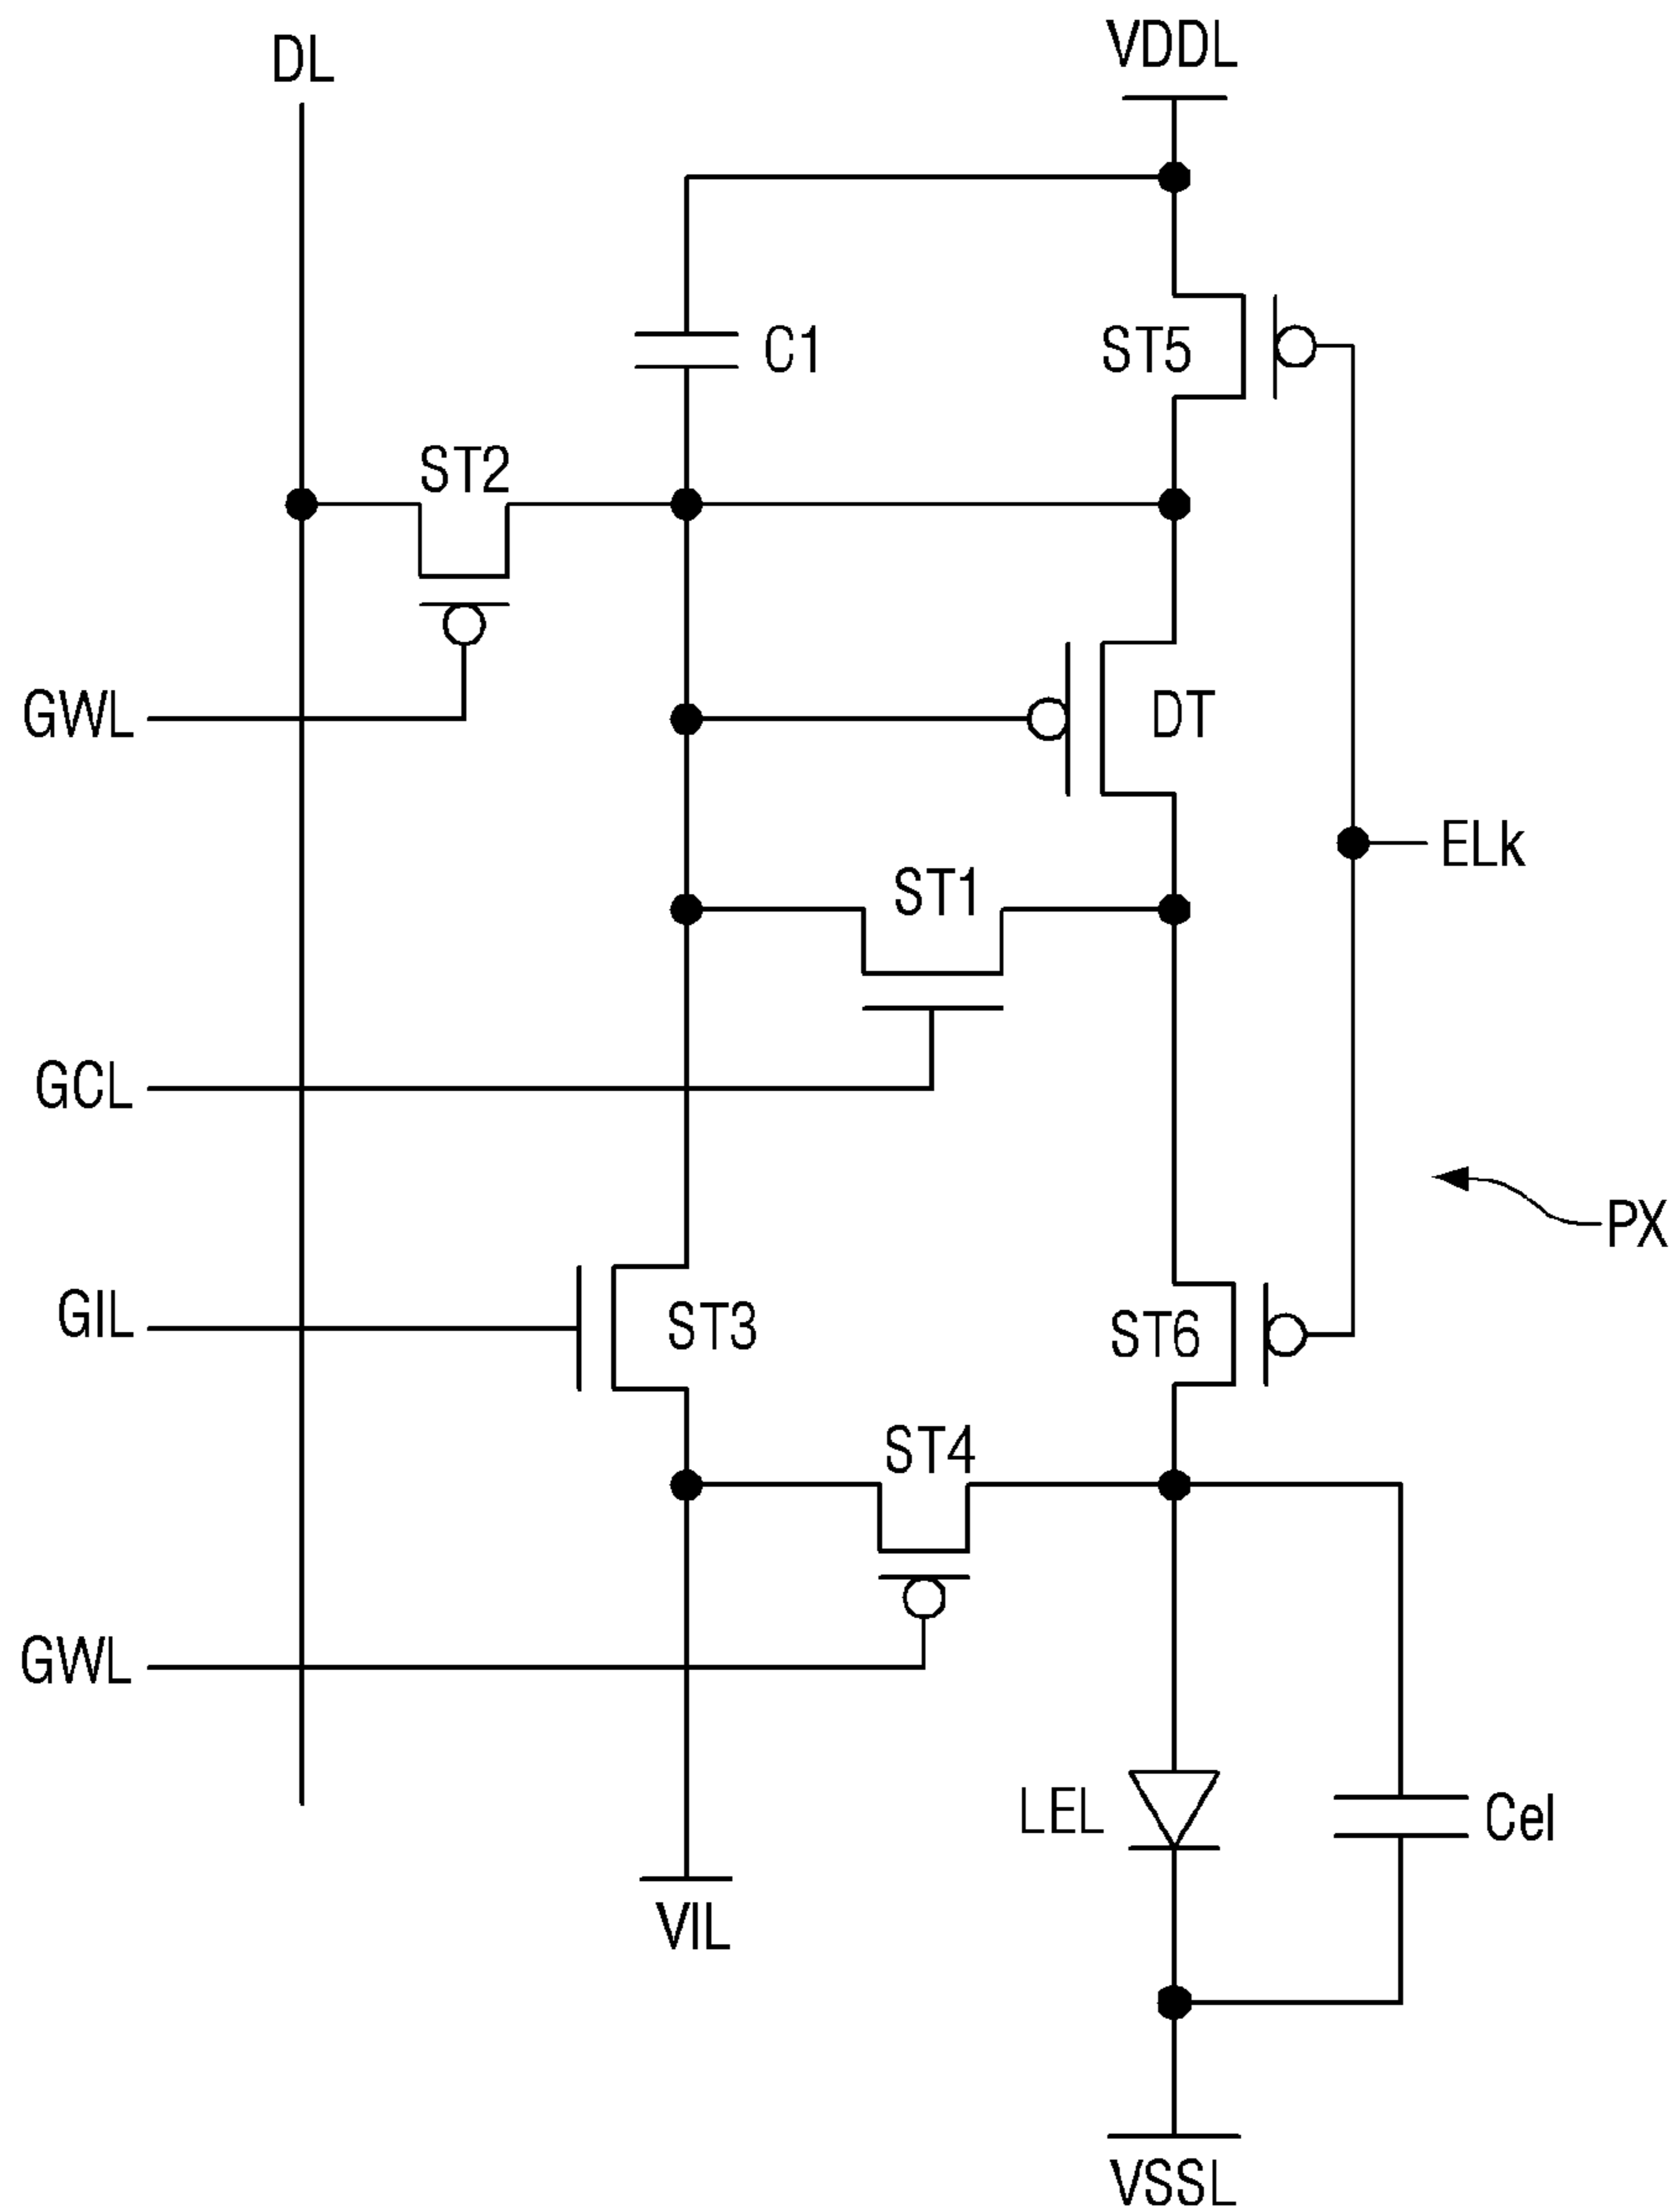 DL
VDDL
C1
ST5
ST2
GWL
DT
ELk
ST1
GCL
PX
GIL
ST3
ST6
ST4
GWL
LEL
Cel
VIL
VSSL